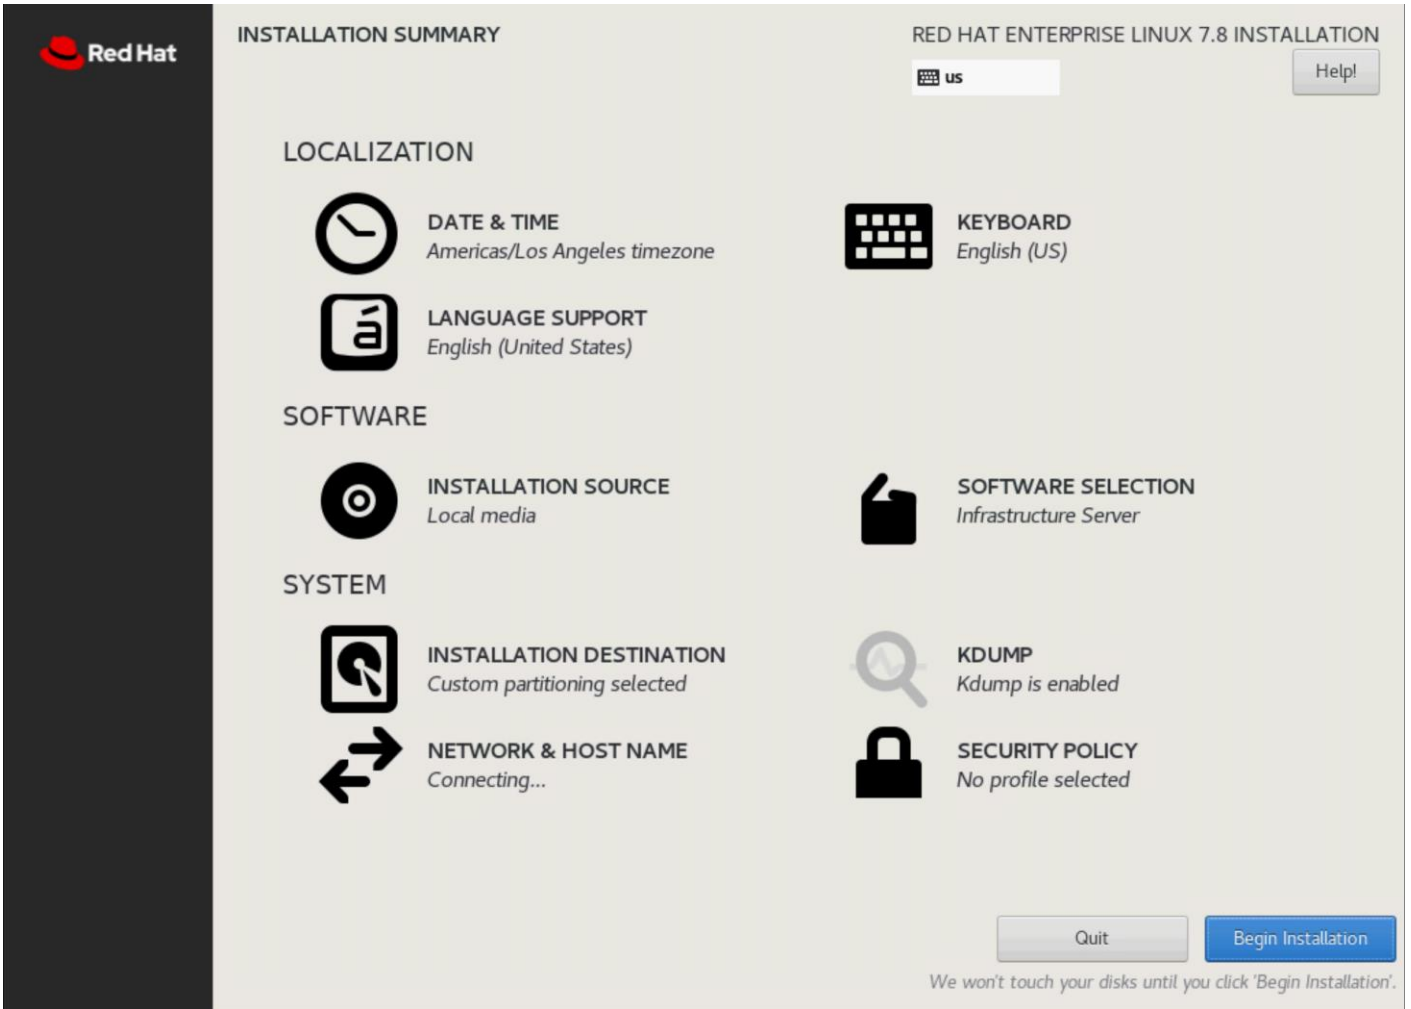 Red Hat
INSTALLATION SUMMARY
RED HAT ENTERPRISE LINUX 7.8 INSTALLATION
us
Help!
LOCALIZATION
DATE & TIME
Americas/Los Angeles timezone
KEYBOARD
English (US)
á
LANGUAGE SUPPORT
English (United States)
SOFTWARE
INSTALLATION SOURCE
Local media
SOFTWARE SELECTION
Infrastructure Server
SYSTEM
INSTALLATION DESTINATION
Custom partitioning selected
KDUMP
Kdump is enabled
NETWORK & HOST NAME
Connecting...
SECURITY POLICY
No profile selected
Quit
Begin Installation
We won't touch your disks until you click 'Begin Installation'.